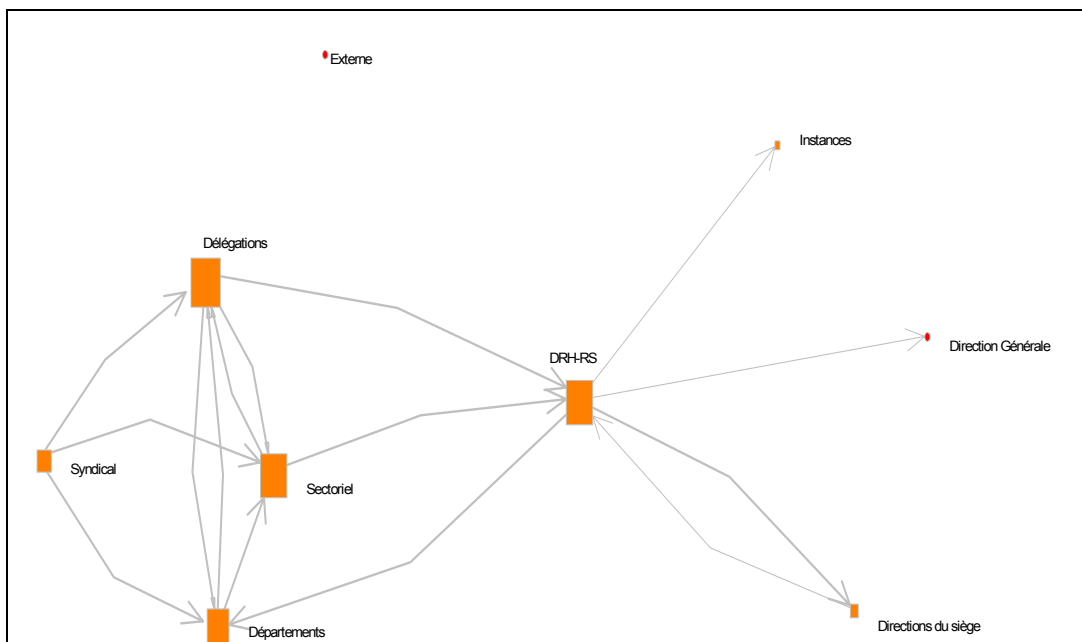 Externe
Instances
Délégations
Direction Générale
DRH-RS
Syndical
Sectoriel
Départements
Directions du siège